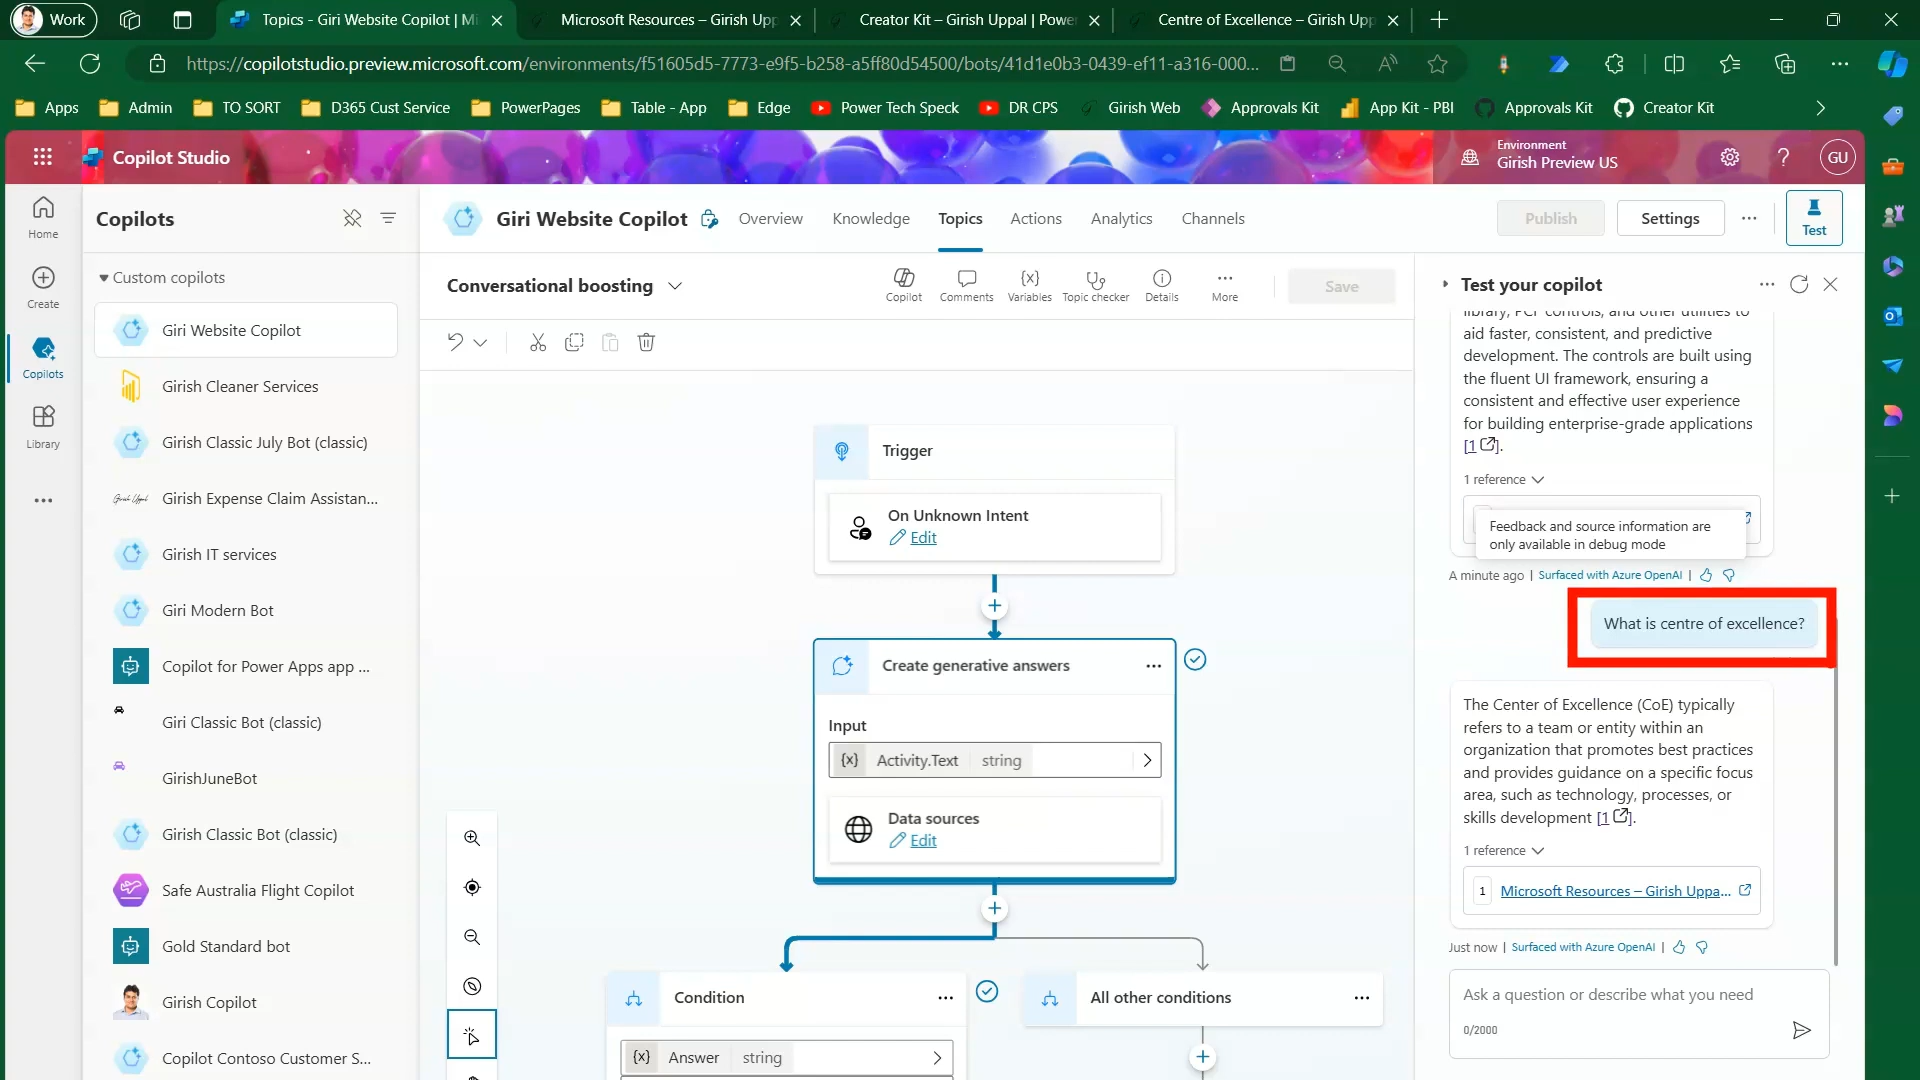 Work
Topics - Giri Website Copilot | Mi
Microsoft Resources – Girish Upp
Creator Kit – Girish Uppal | Power
Centre of Excellence – Girish Upp
https://copilotstudio.preview.microsoft.com/environments/f51605d5-7773-e9f5-b258-a5ff80d54500/bots/41d1e0b3-0439-ef11-a316-000...
Apps
Admin
TO SORT
D365 Cust Service
PowerPages
Table - App
Edge
Power Tech Speck
DR CPS
Girish Web
Approvals Kit
App Kit - PBI
Approvals Kit
Creator Kit
Copilot Studio
Environment
Girish Preview US
?
GU
Home
Create
Copilots
Library
Copilots
Custom copilots
Giri Website Copilot
Girish Cleaner Services
Girish Classic July Bot (classic)
Girish Expense Claim Assistan...
Girish IT services
Giri Modern Bot
Copilot for Power Apps app ...
Giri Classic Bot (classic)
GirishJuneBot
Girish Classic Bot (classic)
Safe Australia Flight Copilot
Gold Standard bot
Girish Copilot
Copilot Contoso Customer S...
Giri Website Copilot
Overview
Knowledge
Topics
Actions
Analytics
Channels
Publish
Settings
Test
Conversational boosting
Copilot
Comments
{x}
Variables
Topic checker
Details
More
Save
Trigger
On Unknown Intent
Edit
Create generative answers
Input
{x} Activity.Text string
Data sources
Edit
Condition
{x} Answer string
All other conditions
Test your copilot
library, PCF controls, and other utilities to
aid faster, consistent, and predictive
development. The controls are built using
the fluent UI framework, ensuring a
consistent and effective user experience
for building enterprise-grade applications
[1].
1 reference
Feedback and source information are
only available in debug mode
A minute ago | Surfaced with Azure OpenAI |
What is centre of excellence?
The Center of Excellence (CoE) typically
refers to a team or entity within an
organization that promotes best practices
and provides guidance on a specific focus
area, such as technology, processes, or
skills development [1].
1 reference
1 Microsoft Resources – Girish Uppa...
Just now | Surfaced with Azure OpenAI |
Ask a question or describe what you need
0/2000